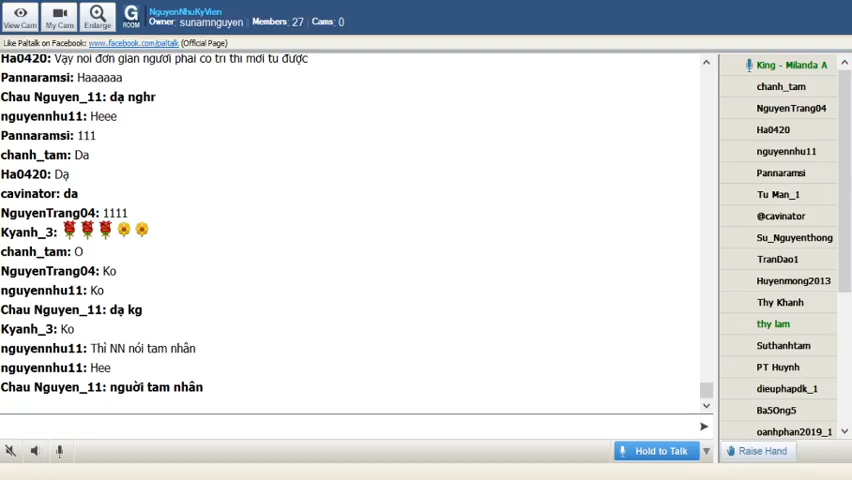 NguyenNhuKyVien
Owner: sunamnguyen Members: 27 Cams: 0
View Cam My Cam Enlarge G ROOM
Like Paltalk on Facebook: www.facebook.com/paltalk (Official Page)
Ha0420: Vậy nói đơn gian người phai co trí thi mới tu được
Pannaramsi: Haaaaaa
Chau Nguyen_11: dạ nghr
nguyennhu11: Heee
Pannaramsi: 111
chanh_tam: Da
Ha0420: Dạ
cavinator: da
NguyenTrang04: 1111
Kyanh_3:
chanh_tam: O
NguyenTrang04: Ko
nguyennhu11: Ko
Chau Nguyen_11: dạ kg
Kyanh_3: Ko
nguyennhu11: Thì NN nói tam nhân
nguyennhu11: Hee
Chau Nguyen_11: nguời tam nhân
Hold to Talk
King - Milanda A
chanh_tam
NguyenTrang04
Ha0420
nguyennhu11
Pannaramsi
Tu Man_1
@cavinator
Su_Nguyenthong
TranDao1
Huyenmong2013
Thy Khanh
thy lam
Suthanhtam
PT Huynh
dieuphapdk_1
Ba5Ong5
oanhphan2019_1
Raise Hand